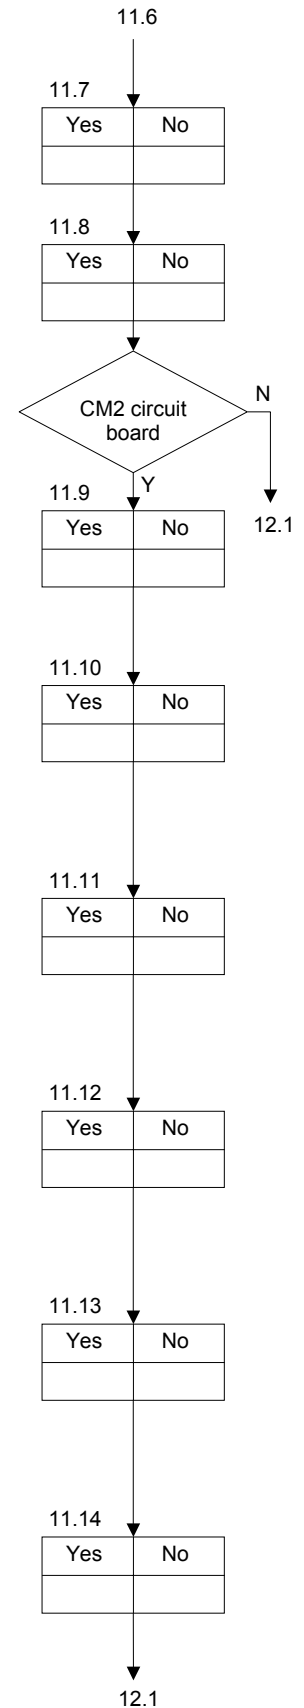 11.6
11.7
Yes No
11.8
Yes No
CM2 circuit
board
N
Y
12.1
11.9
Yes No
11.10
Yes No
11.11
Yes No
11.12
Yes No
11.13
Yes No
11.14
Yes No
12.1